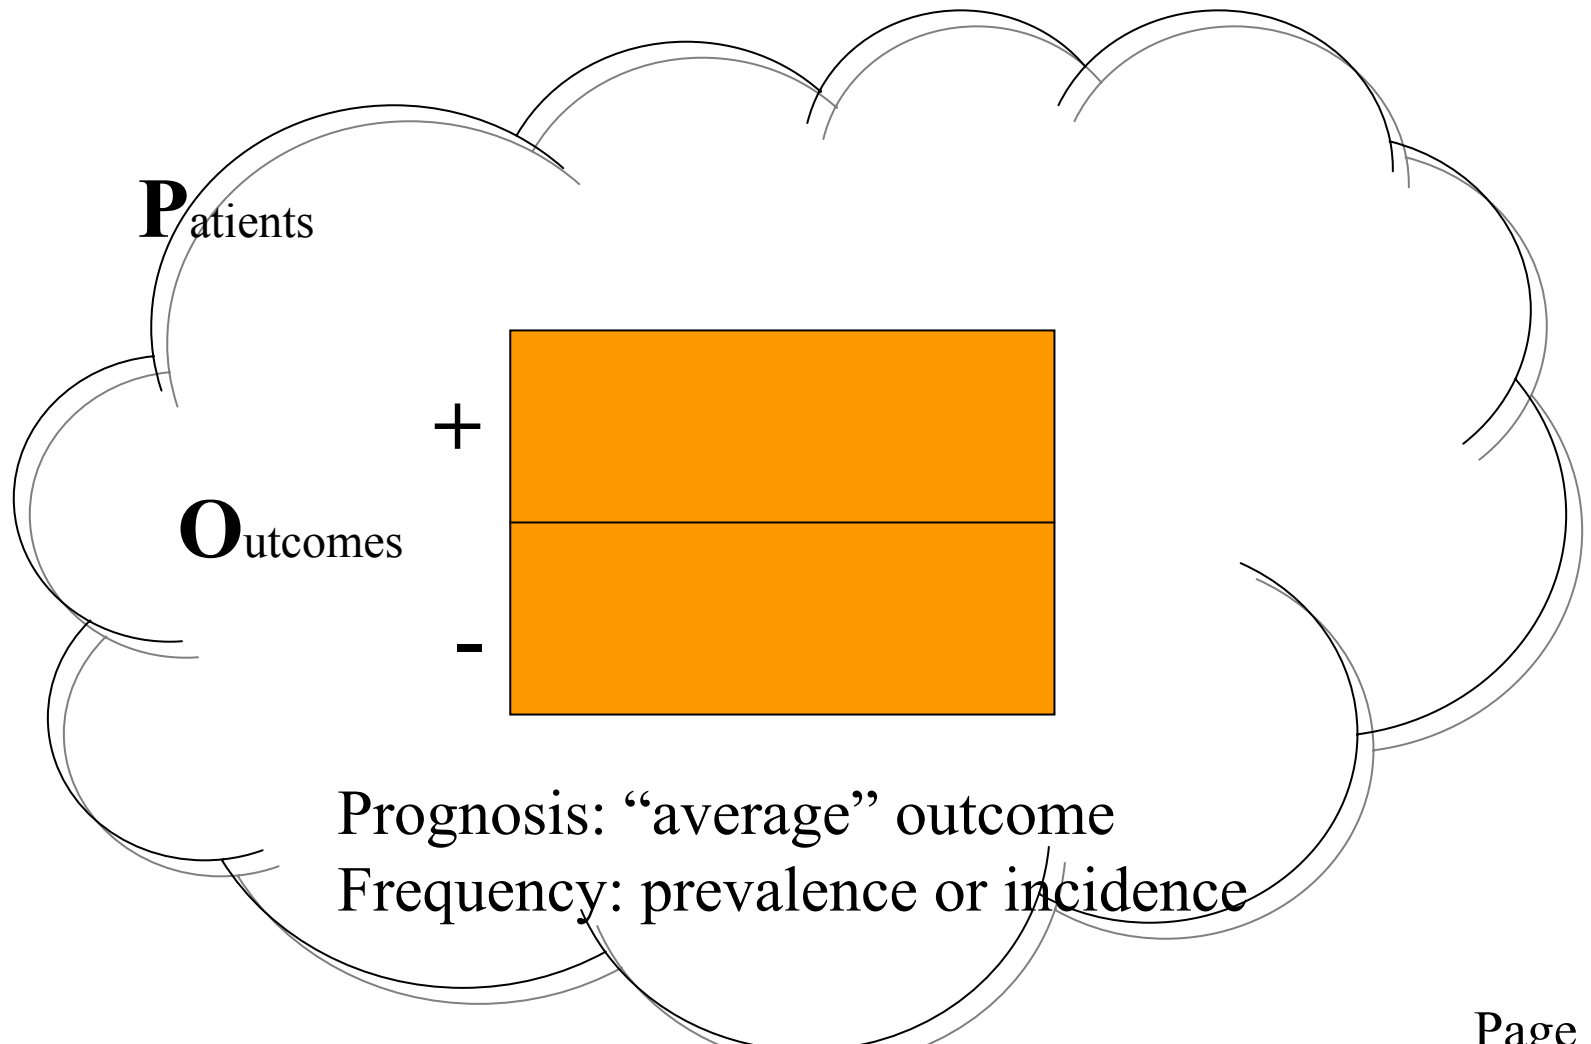 Patients
+
Outcomes
-
Prognosis: “average” outcome
Frequency: prevalence or incidence
Page